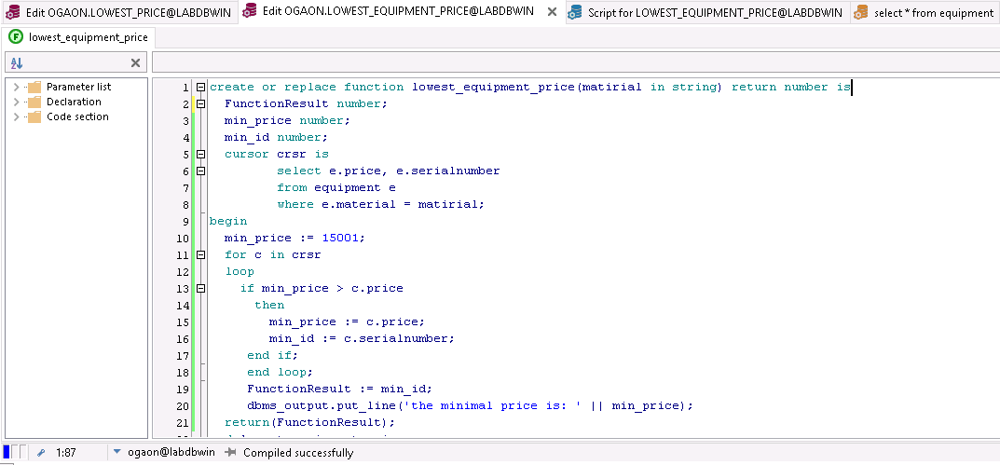 Edit OGAON.LOWEST_PRICE@LABDBWIN
Edit OGAON.LOWEST_EQUIPMENT_PRICE@LABDBWIN
Script for LOWEST_EQUIPMENT_PRICE@LABDBWIN
select * from equipment
F lowest_equipment_price
AZ
Parameter list
Declaration
Code section
1 create or replace function lowest_equipment_price(matirial in string) return number is
2 FunctionResult number;
3 min_price number;
4 min_id number;
5 cursor crsr is
6 select e.price, e.serialnumber
7 from equipment e
8 where e.material = matirial;
9 begin
10 min_price := 15001;
11 for c in crsr
12 loop
13 if min_price > c.price
14 then
15 min_price := c.price;
16 min_id := c.serialnumber;
17 end if;
18 end loop;
19 FunctionResult := min_id;
20 dbms_output.put_line('the minimal price is: ' || min_price);
21 return(FunctionResult);
1:87 ogaon@labdbwin Compiled successfully